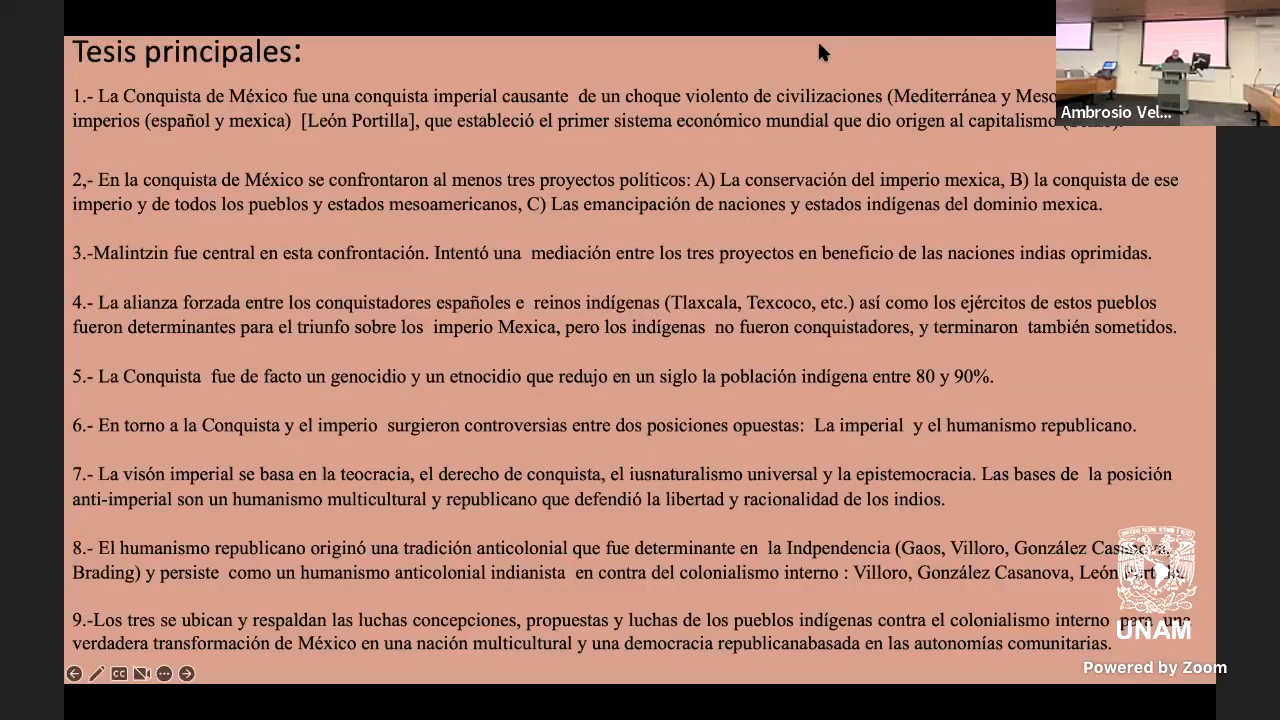 Tesis principales:
1.- La Conquista de México fue una conquista imperial causante de un choque violento de civilizaciones (Mediterránea y Meso
imperios (español y mexica) [León Portilla], que estableció el primer sistema económico mundial que dio origen al capitalismo
2,- En la conquista de México se confrontaron al menos tres proyectos políticos: A) La conservación del imperio mexica, B) la conquista de ese
imperio y de todos los pueblos y estados mesoamericanos, C) Las emancipación de naciones y estados indígenas del dominio mexica.
3.-Malintzin fue central en esta confrontación. Intentó una mediación entre los tres proyectos en beneficio de las naciones indias oprimidas.
4.- La alianza forzada entre los conquistadores españoles e reinos indígenas (Tlaxcala, Texcoco, etc.) así como los ejércitos de estos pueblos
fueron determinantes para el triunfo sobre los imperio Mexica, pero los indígenas no fueron conquistadores, y terminaron también sometidos.
5.- La Conquista fue de facto un genocidio y un etnocidio que redujo en un siglo la población indígena entre 80 y 90%.
6.- En torno a la Conquista y el imperio surgieron controversias entre dos posiciones opuestas: La imperial y el humanismo republicano.
7.- La visón imperial se basa en la teocracia, el derecho de conquista, el iusnaturalismo universal y la epistemocracia. Las bases de la posición
anti-imperial son un humanismo multicultural y republicano que defendió la libertad y racionalidad de los indios.
8.- El humanismo republicano originó una tradición anticolonial que fue determinante en la Indpendencia (Gaos, Villoro, González Casanova,
Brading) y persiste como un humanismo anticolonial indianista en contra del colonialismo interno : Villoro, González Casanova, León
9.-Los tres se ubican y respaldan las luchas concepciones, propuestas y luchas de los pueblos indígenas contra el colonialismo interno para una
verdadera transformación de México en una nación multicultural y una democracia republicanabasada en las autonomías comunitarias.
Ambrosio Vel...
CC
UNAM
Powered by Zoom